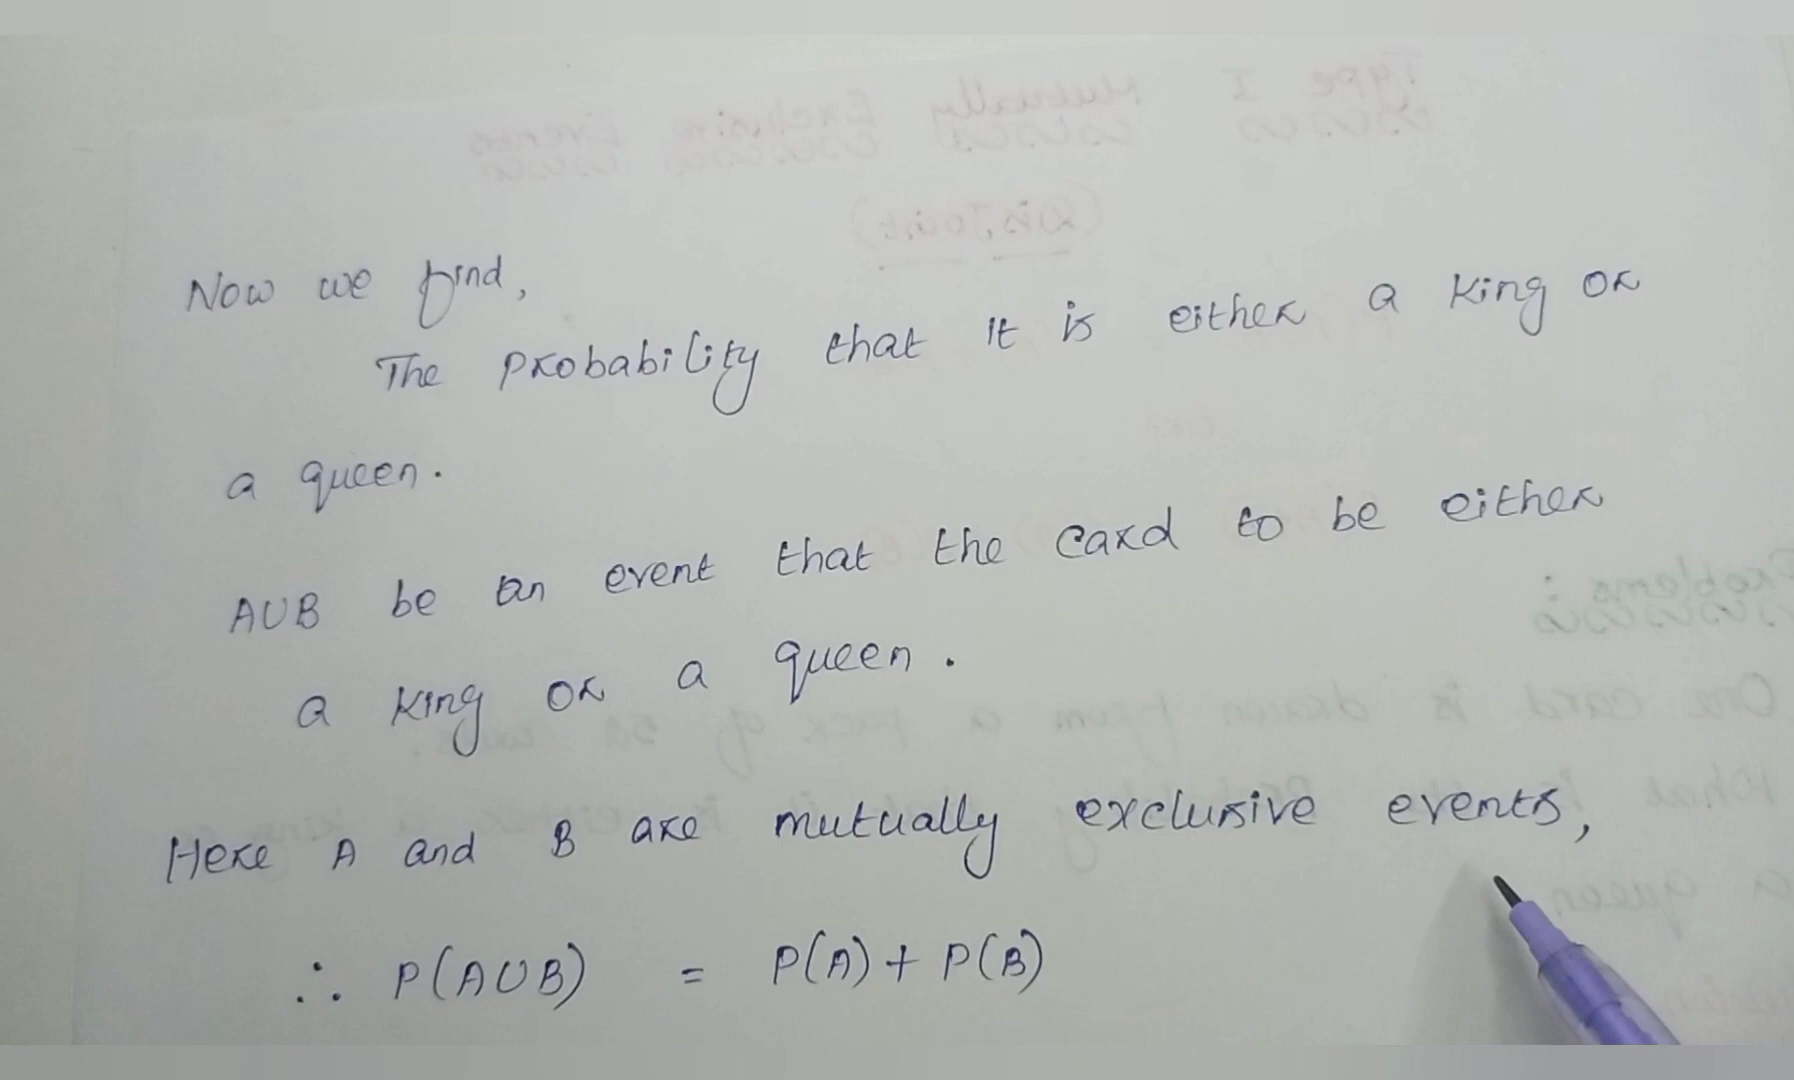 Now we find,
The probability that it is either a king or
a queen.
AUB be an event that the card to be either
a king or a queen.
Here A and B are mutually exclusive events,
∴ P(AUB) = P(A) + P(B)